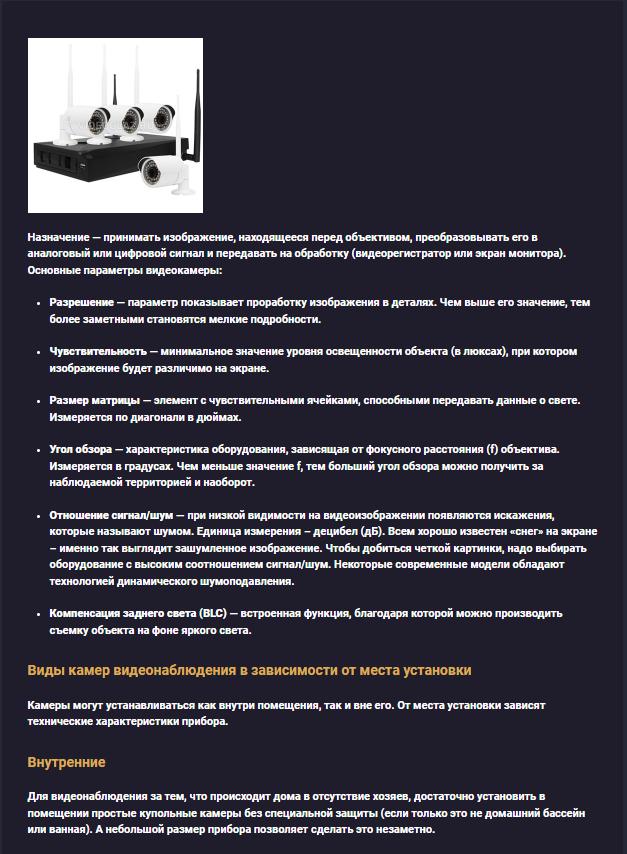 Назначение — принимать изображение, находящееся перед объективом, преобразовывать его в
аналоговый или цифровой сигнал и передавать на обработку (видеорегистратор или экран монитора).
Основные параметры видеокамеры:
• Разрешение — параметр показывает проработку изображения в деталях. Чем выше его значение, тем
более заметными становятся мелкие подробности.
• Чувствительность — минимальное значение уровня освещенности объекта (в люксах), при котором
изображение будет различимо на экране.
• Размер матрицы — элемент с чувствительными ячейками, способными передавать данные о свете.
Измеряется по диагонали в дюймах.
• Угол обзора — характеристика оборудования, зависящая от фокусного расстояния (f) объектива.
Измеряется в градусах. Чем меньше значение f, тем больший угол обзора можно получить за
наблюдаемой территорией и наоборот.
• Отношение сигнал/шум — при низкой видимости на видеоизображении появляются искажения,
которые называют шумом. Единица измерения – децибел (дБ). Всем хорошо известен «снег» на экране
– именно так выглядит зашумленное изображение. Чтобы добиться четкой картинки, надо выбирать
оборудование с высоким соотношением сигнал/шум. Некоторые современные модели обладают
технологией динамического шумоподавления.
• Компенсация заднего света (BLC) — встроенная функция, благодаря которой можно производить
съемку объекта на фоне яркого света.
Виды камер видеонаблюдения в зависимости от места установки
Камеры могут устанавливаться как внутри помещения, так и вне его. От места установки зависят
технические характеристики прибора.
Внутренние
Для видеонаблюдения за тем, что происходит дома в отсутствие хозяев, достаточно установить в
помещении простые купольные камеры без специальной защиты (если только это не домашний бассейн
или ванная). А небольшой размер прибора позволяет сделать это незаметно.